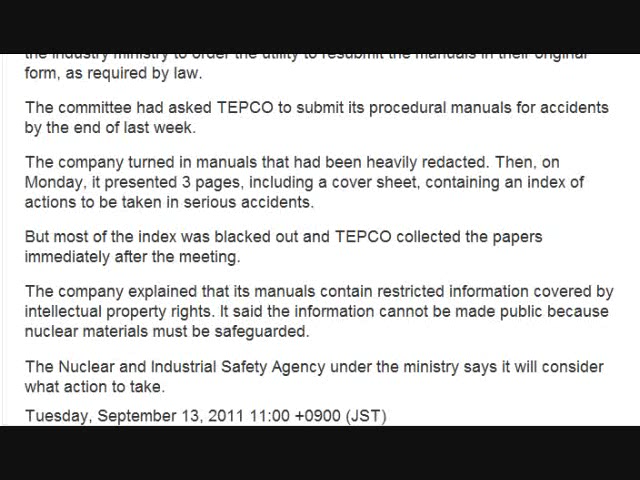 the industry ministry to order the utility to resubmit the manuals in their original
form, as required by law.
The committee had asked TEPCO to submit its procedural manuals for accidents
by the end of last week.
The company turned in manuals that had been heavily redacted. Then, on
Monday, it presented 3 pages, including a cover sheet, containing an index of
actions to be taken in serious accidents.
But most of the index was blacked out and TEPCO collected the papers
immediately after the meeting.
The company explained that its manuals contain restricted information covered by
intellectual property rights. It said the information cannot be made public because
nuclear materials must be safeguarded.
The Nuclear and Industrial Safety Agency under the ministry says it will consider
what action to take.
Tuesday, September 13, 2011 11:00 +0900 (JST)